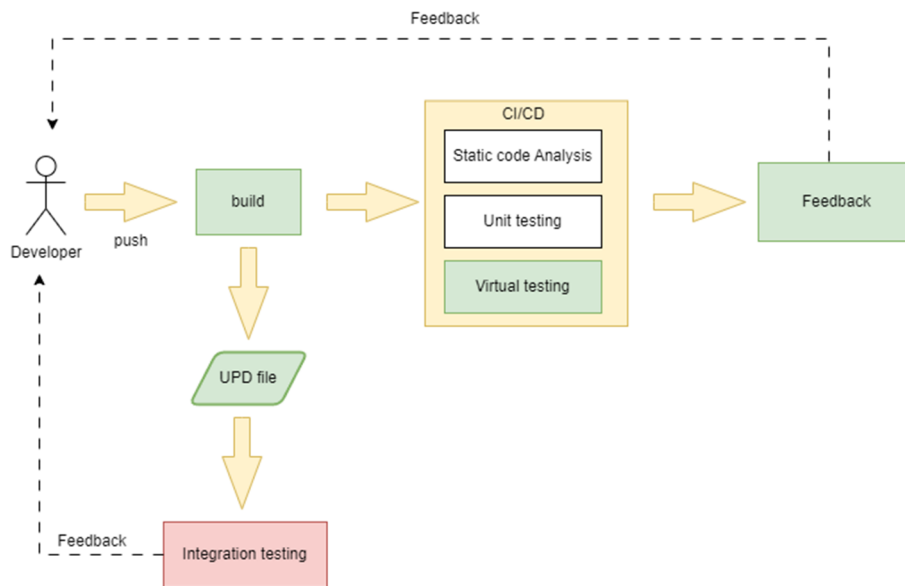 Feedback
CI/CD
Static code Analysis
build
Unit testing
Feedback
push
Developer
Virtual testing
UPD file
Feedback
Integration testing